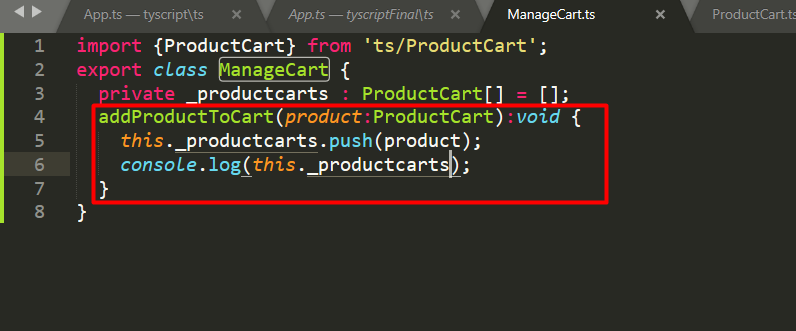 App.ts — tyscript\ts × App.ts — tyscriptFinal\ts × ManageCart.ts × ProductCart.ts
1 import {ProductCart} from 'ts/ProductCart';
2 export class ManageCart {
3 private _productcarts : ProductCart[] = [];
4 addProductToCart(product:ProductCart):void {
5 this._productcarts.push(product);
6 console.log(this._productcarts);
7 }
8 }